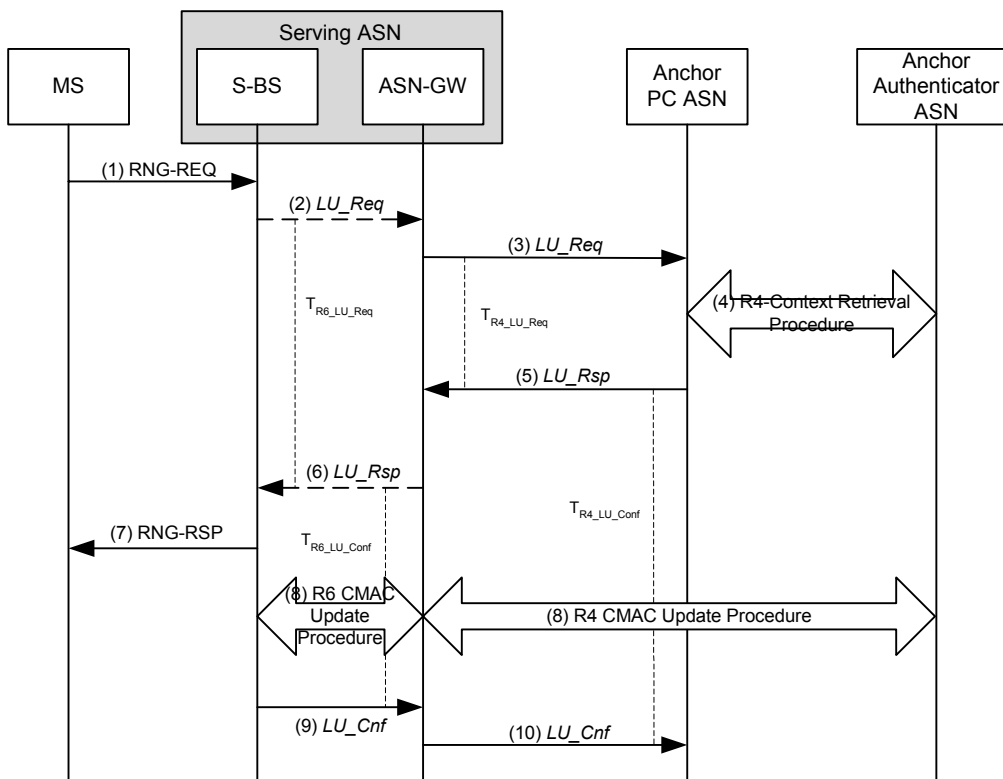 Serving ASN
MS
S-BS
ASN-GW
Anchor
PC ASN
Anchor
Authenticator
ASN
(1) RNG-REQ
(2) LU_Req
(3) LU_Req
(4) R4-Context Retrieval
Procedure
TR6_LU_Req
TR4_LU_Req
(5) LU_Rsp
(6) LU_Rsp
TR4_LU_Conf
(7) RNG-RSP
TR6_LU_Conf
(8) R6 CMAC
Update
Procedure
(8) R4 CMAC Update Procedure
(9) LU_Cnf
(10) LU_Cnf